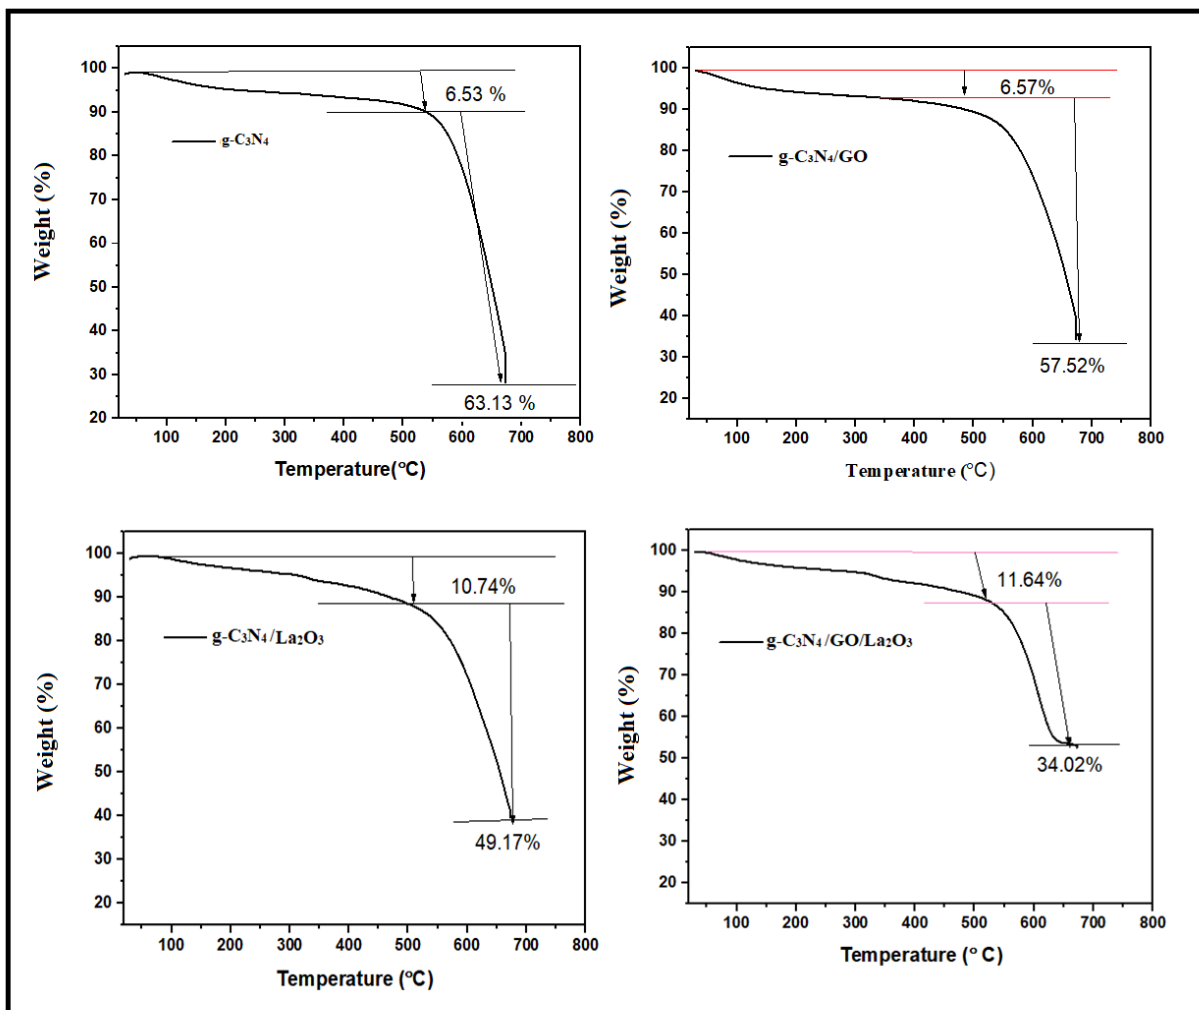 100
90
80
70
60
50
40
30
20
Weight (%)
6.53 %
g-C₃N₄
63.13 %
100 200 300 400 500 600 700 800
Temperature(°C)
100
90
80
70
60
50
40
30
20
Weight (%)
6.57%
g-C₃N₄/GO
57.52%
0 100 200 300 400 500 600 700 800
Temperature (°C)
100
90
80
70
60
50
40
30
20
Weight (%)
10.74%
g-C₃N₄/La₂O₃
49.17%
100 200 300 400 500 600 700 800
Temperature (°C)
100
90
80
70
60
50
40
30
20
Weight (%)
11.64%
g-C₃N₄/GO/La₂O₃
34.02%
0 100 200 300 400 500 600 700 800
Temperature (° C)